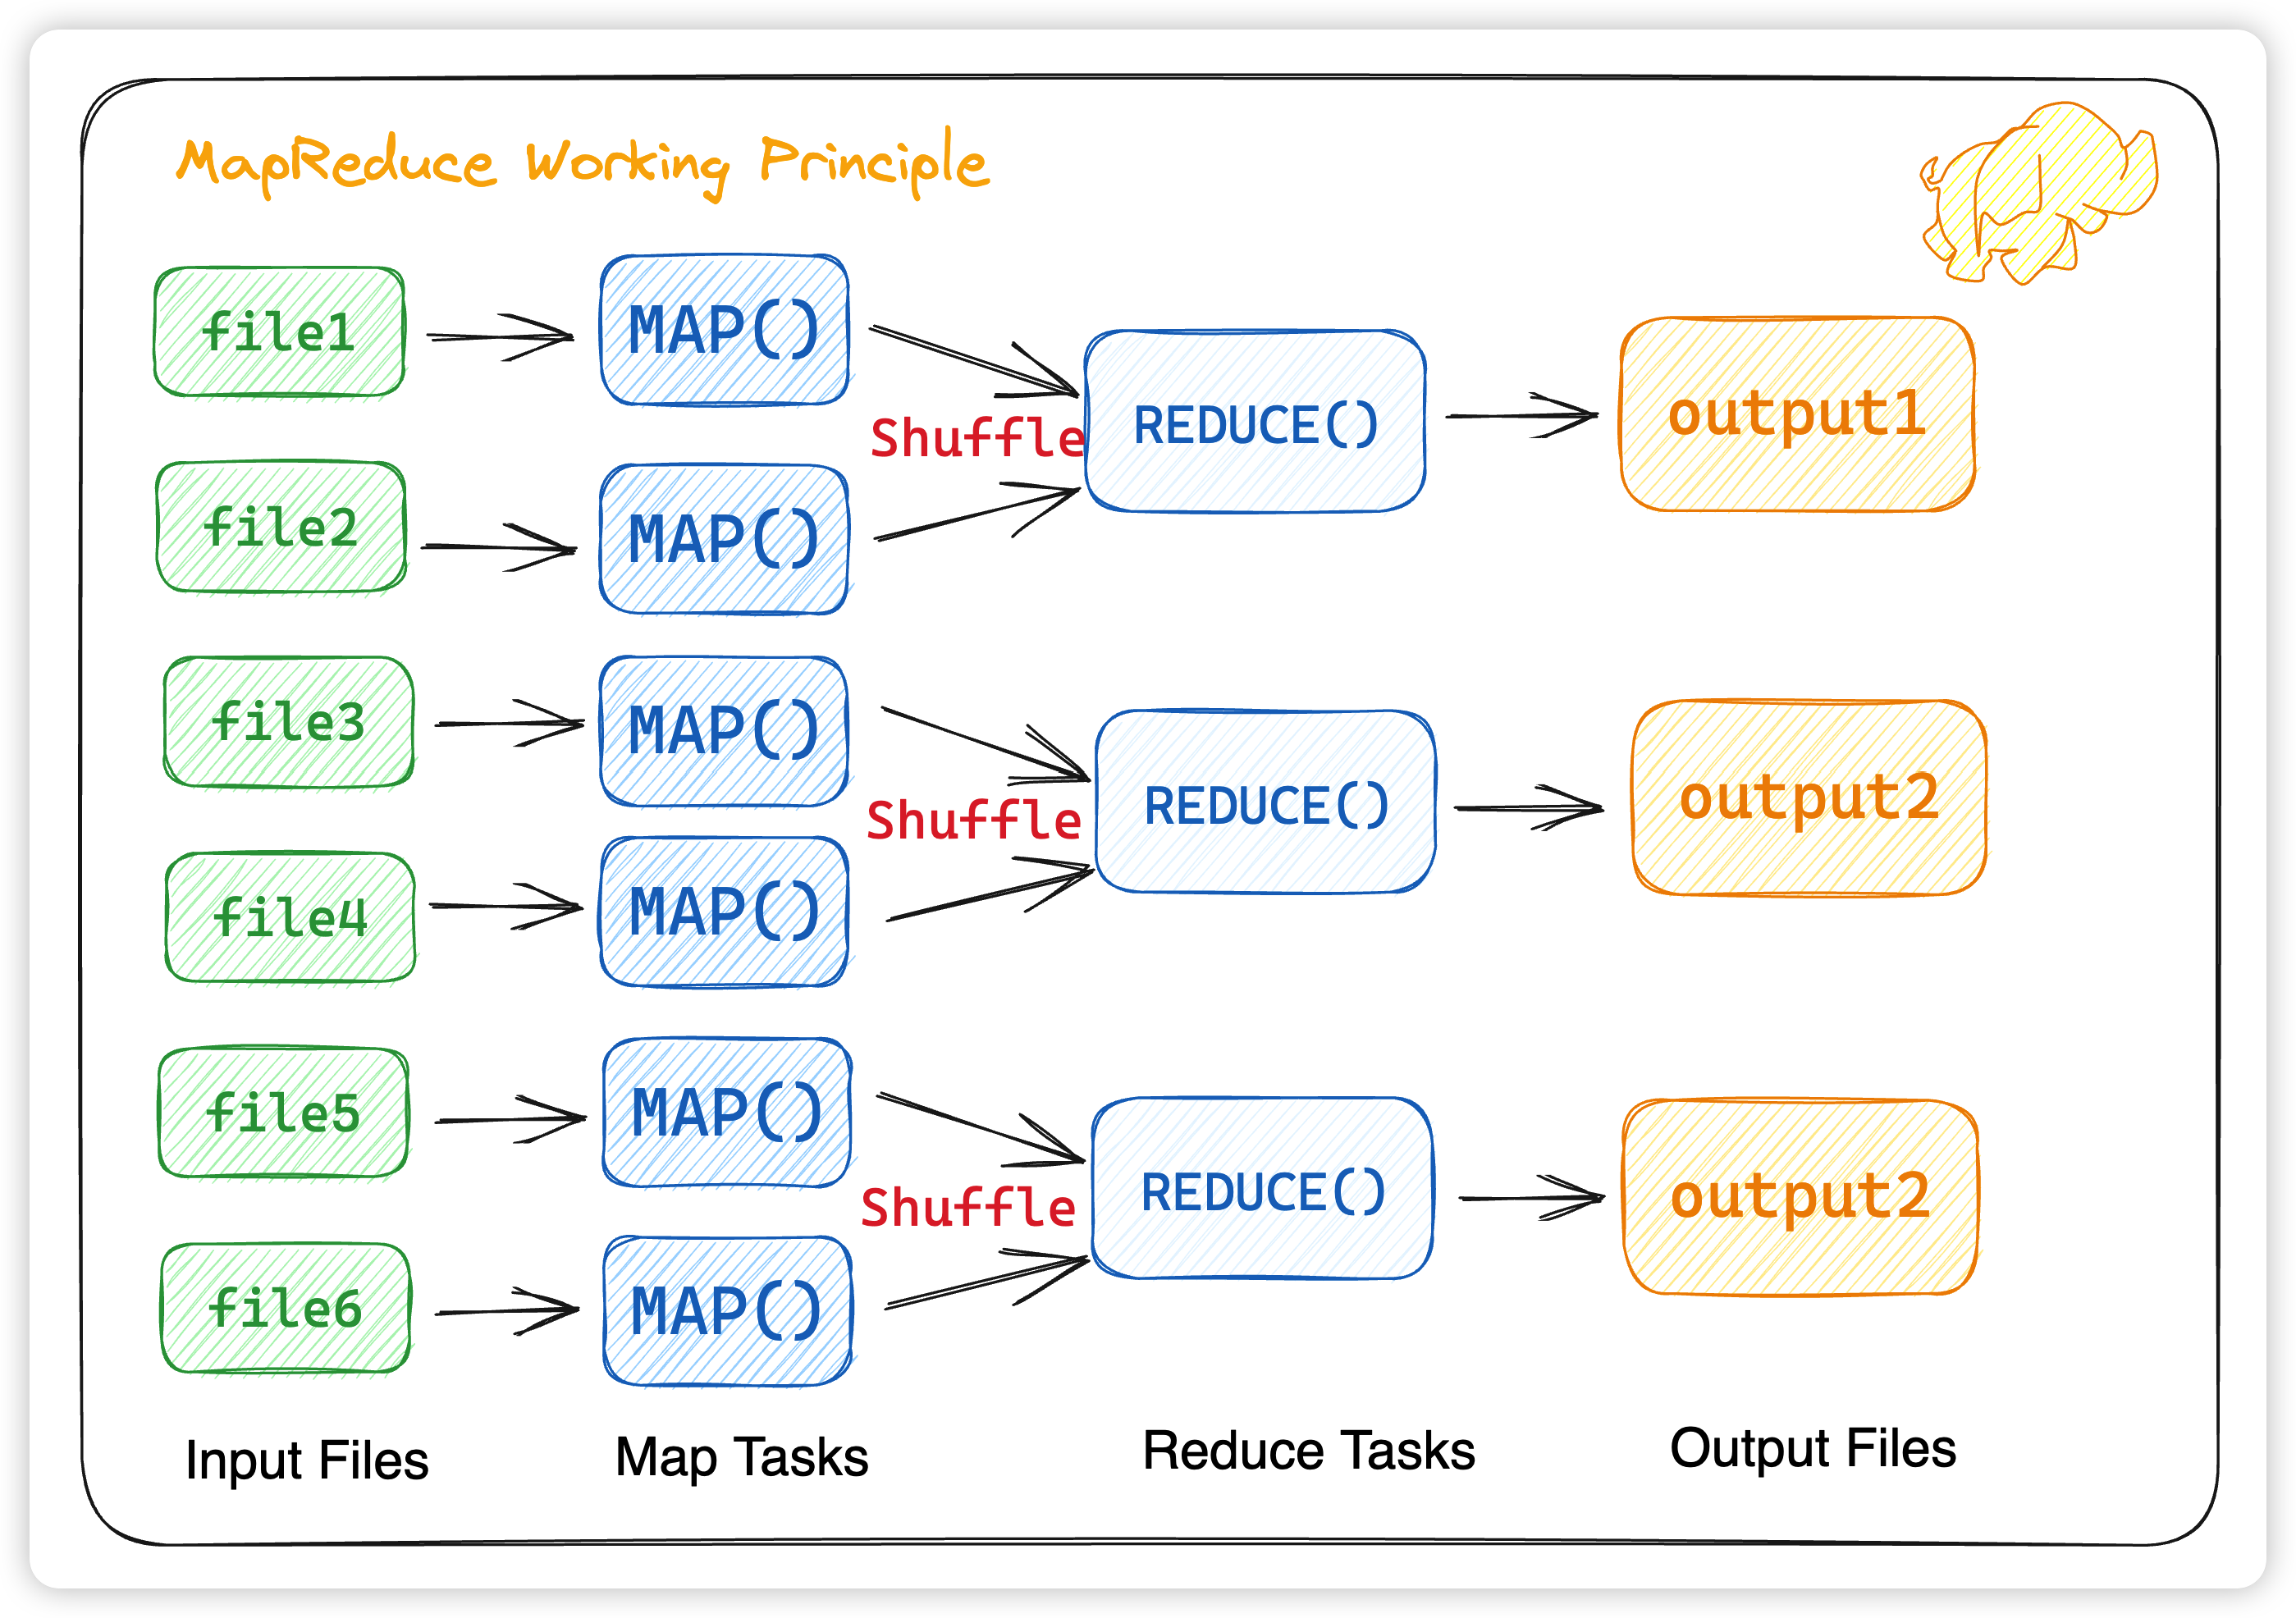 MapReduce Working Principle
file1
MAP()
Shuffle
REDUCE()
output1
file2
MAP()
file3
MAP()
Shuffle
REDUCE()
output2
file4
MAP()
file5
MAP()
Shuffle
REDUCE()
output2
file6
MAP()
Input Files
Map Tasks
Reduce Tasks
Output Files